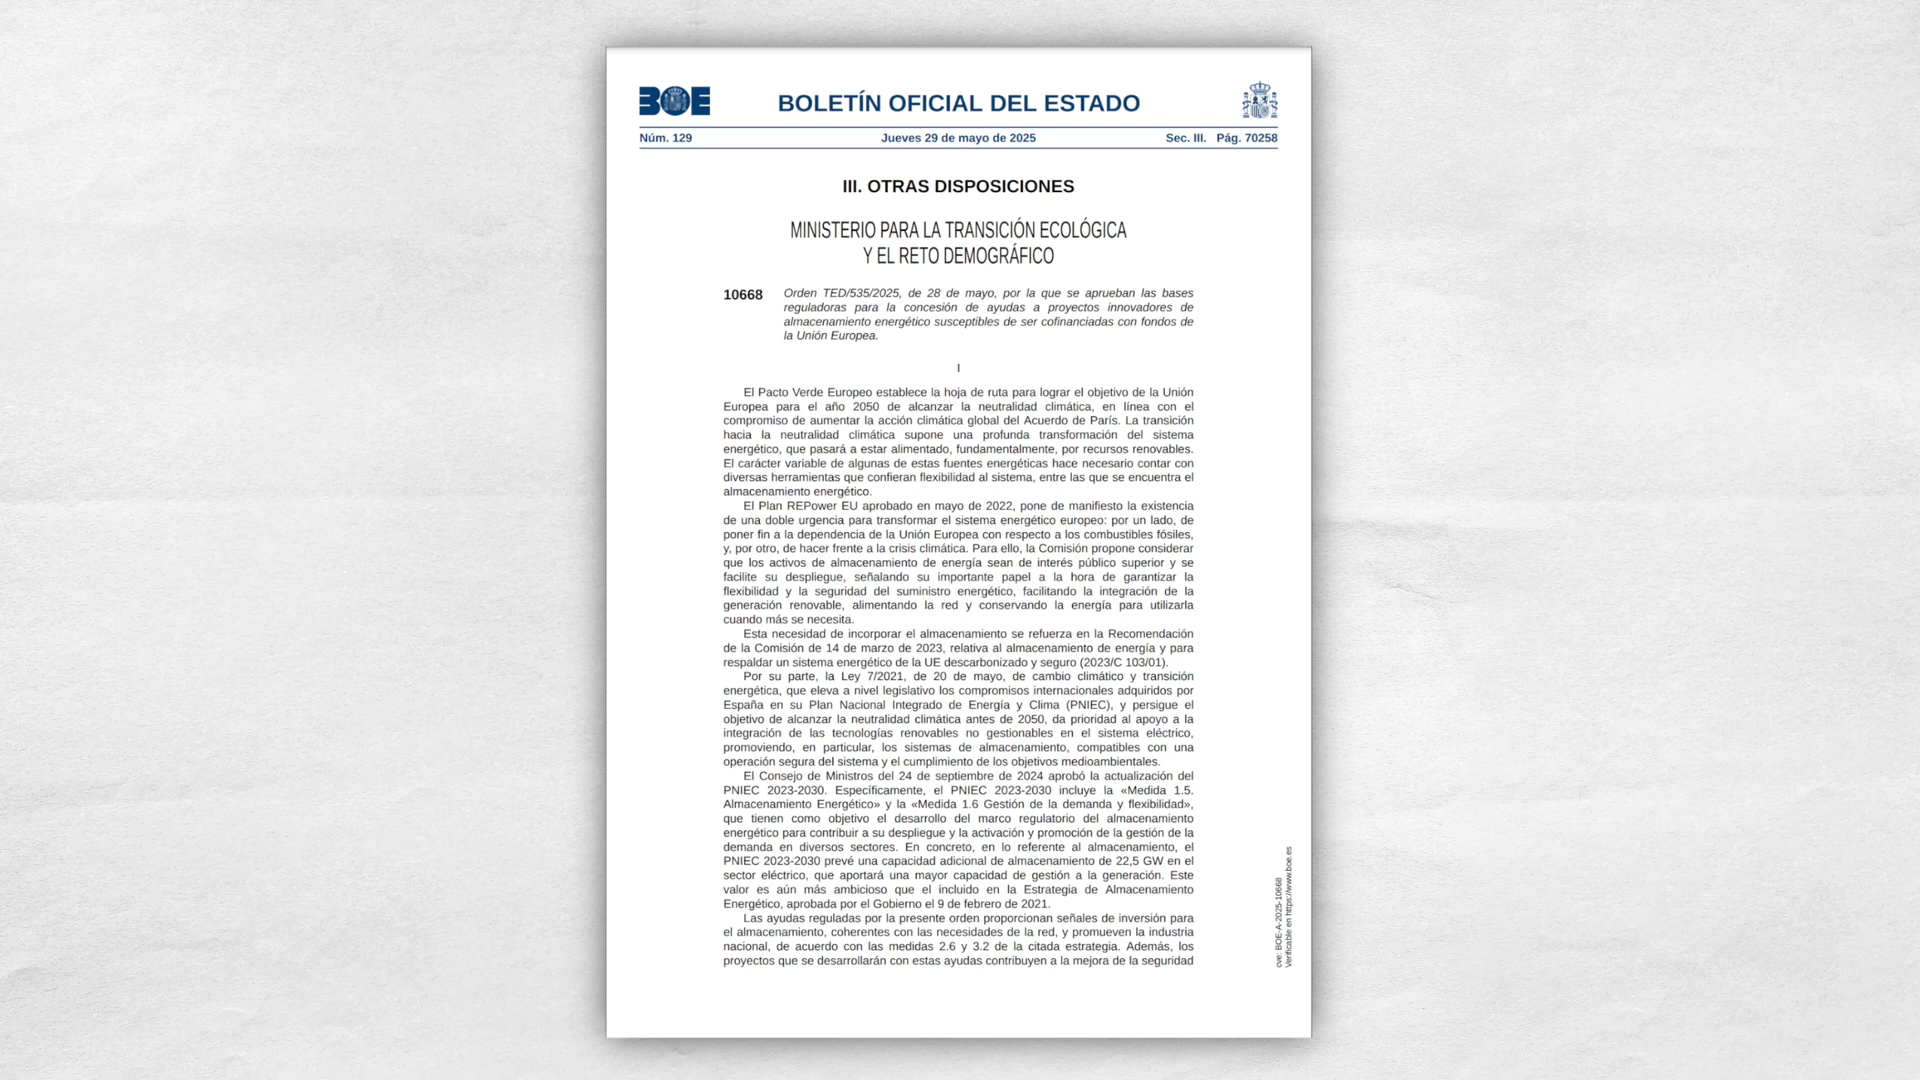 BOE
BOLETÍN OFICIAL DEL ESTADO
Núm. 129
Jueves 29 de mayo de 2025
Sec. III. Pág. 70258
III. OTRAS DISPOSICIONES
MINISTERIO PARA LA TRANSICIÓN ECOLÓGICA
Y EL RETO DEMOGRÁFICO
10668
Orden TED/535/2025, de 28 de mayo, por la que se aprueban las bases
reguladoras para la concesión de ayudas a proyectos innovadores de
almacenamiento energético susceptibles de ser cofinanciadas con fondos de
la Unión Europea.
I
El Pacto Verde Europeo establece la hoja de ruta para lograr el objetivo de la Unión
Europea para el año 2050 de alcanzar la neutralidad climática, en línea con el
compromiso de aumentar la acción climática global del Acuerdo de París. La transición
hacia la neutralidad climática supone una profunda transformación del sistema
energético, que pasará a estar alimentado, fundamentalmente, por recursos renovables.
El carácter variable de algunas de estas fuentes energéticas hace necesario contar con
diversas herramientas que confieran flexibilidad al sistema, entre las que se encuentra el
almacenamiento energético.
El Plan REPower EU aprobado en mayo de 2022, pone de manifiesto la existencia
de una doble urgencia para transformar el sistema energético europeo: por un lado, de
poner fin a la dependencia de la Unión Europea con respecto a los combustibles fósiles,
y, por otro, de hacer frente a la crisis climática. Para ello, la Comisión propone considerar
que los activos de almacenamiento de energía sean de interés público superior y se
facilite su despliegue, señalando su importante papel a la hora de garantizar la
flexibilidad y la seguridad del suministro energético, facilitando la integración de la
generación renovable, alimentando la red y conservando la energía para utilizarla
cuando más se necesita.
Esta necesidad de incorporar el almacenamiento se refuerza en la Recomendación
de la Comisión de 14 de marzo de 2023, relativa al almacenamiento de energía y para
respaldar un sistema energético de la UE descarbonizado y seguro (2023/C 103/01).
Por su parte, la Ley 7/2021, de 20 de mayo, de cambio climático y transición
energética, que eleva a nivel legislativo los compromisos internacionales adquiridos por
España en su Plan Nacional Integrado de Energía y Clima (PNIEC), y persigue el
objetivo de alcanzar la neutralidad climática antes de 2050, da prioridad al apoyo a la
integración de las tecnologías renovables no gestionables en el sistema eléctrico,
promoviendo, en particular, los sistemas de almacenamiento, compatibles con una
operación segura del sistema y el cumplimiento de los objetivos medioambientales.
El Consejo de Ministros del 24 de septiembre de 2024 aprobó la actualización del
PNIEC 2023-2030. Específicamente, el PNIEC 2023-2030 incluye la «Medida 1.5.
Almacenamiento Energético» y la «Medida 1.6 Gestión de la demanda y flexibilidad»,
que tienen como objetivo el desarrollo del marco regulatorio del almacenamiento
energético para contribuir a su despliegue y la activación y promoción de la gestión de la
demanda en diversos sectores. En concreto, en lo referente al almacenamiento, el
PNIEC 2023-2030 prevé una capacidad adicional de almacenamiento de 22,5 GW en el
sector eléctrico, que aportará una mayor capacidad de gestión a la generación. Este
valor es aún más ambicioso que el incluido en la Estrategia de Almacenamiento
Energético, aprobada por el Gobierno el 9 de febrero de 2021.
Las ayudas reguladas por la presente orden proporcionan señales de inversión para
el almacenamiento, coherentes con las necesidades de la red, y promueven la industria
nacional, de acuerdo con las medidas 2.6 y 3.2 de la citada estrategia. Además, los
proyectos que se desarrollarán con estas ayudas contribuyen a la mejora de la seguridad
cve: BOE-A-2025-10668
Verificable en https://www.boe.es